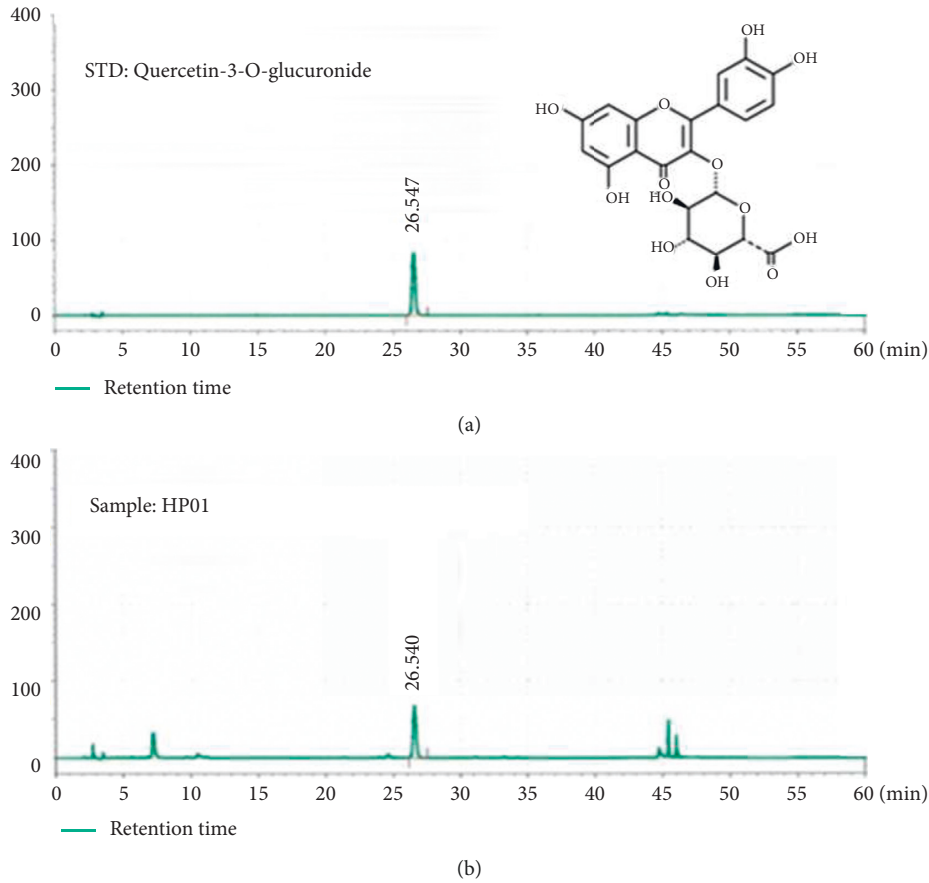 400
300
200
100
0
STD: Quercetin-3-O-glucuronide
26.547
OH
OH
HO
O
O
O
OH
HO
O
HO
OH
OH
O
0 5 10 15 20 25 30 35 40 45 50 55 60 (min)
Retention time
(a)
400
300
200
100
0
Sample: HP01
26.540
0 5 10 15 20 25 30 35 40 45 50 55 60 (min)
Retention time
(b)